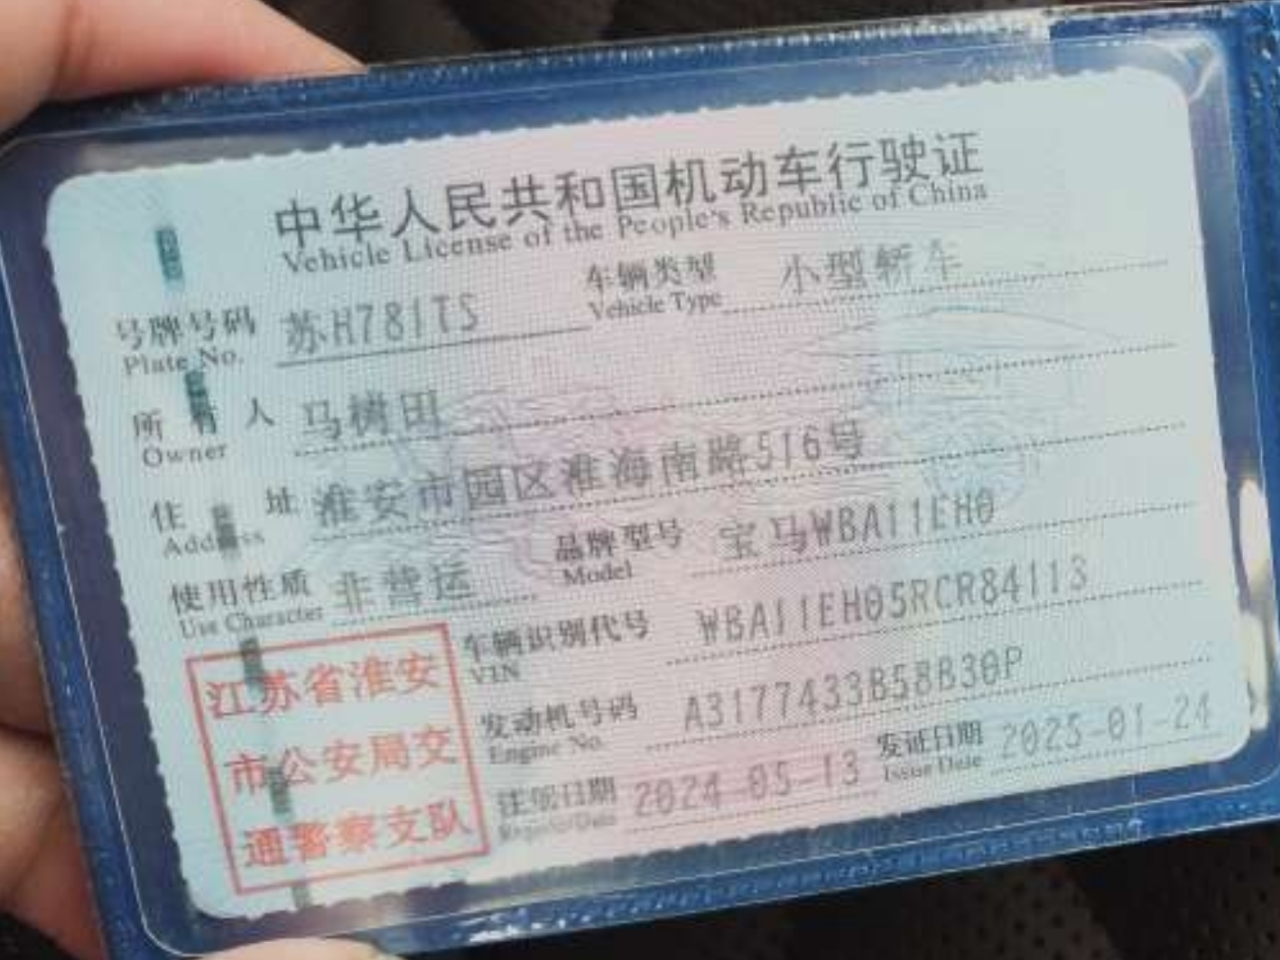 中华人民共和国机动车行驶证
Vehicle License of the People's Republic of China
号牌号码 苏H781TS 车辆类型 小型轿车
Plate No. Vehicle Type
所有人 马树田
Owner
住址 淮安市园区淮海南路516号
Address
使用性质 非营运 品牌型号 宝马WBA11EH0
Use Character Model
车辆识别代号 WBA11EH05RCR84113
VIN
发动机号码 A3177433B58B30P
Engine No.
注册日期 2024-05-13 发证日期 2025-01-24
Register Date Issue Date
江苏省淮安
市公安局交
通警察支队